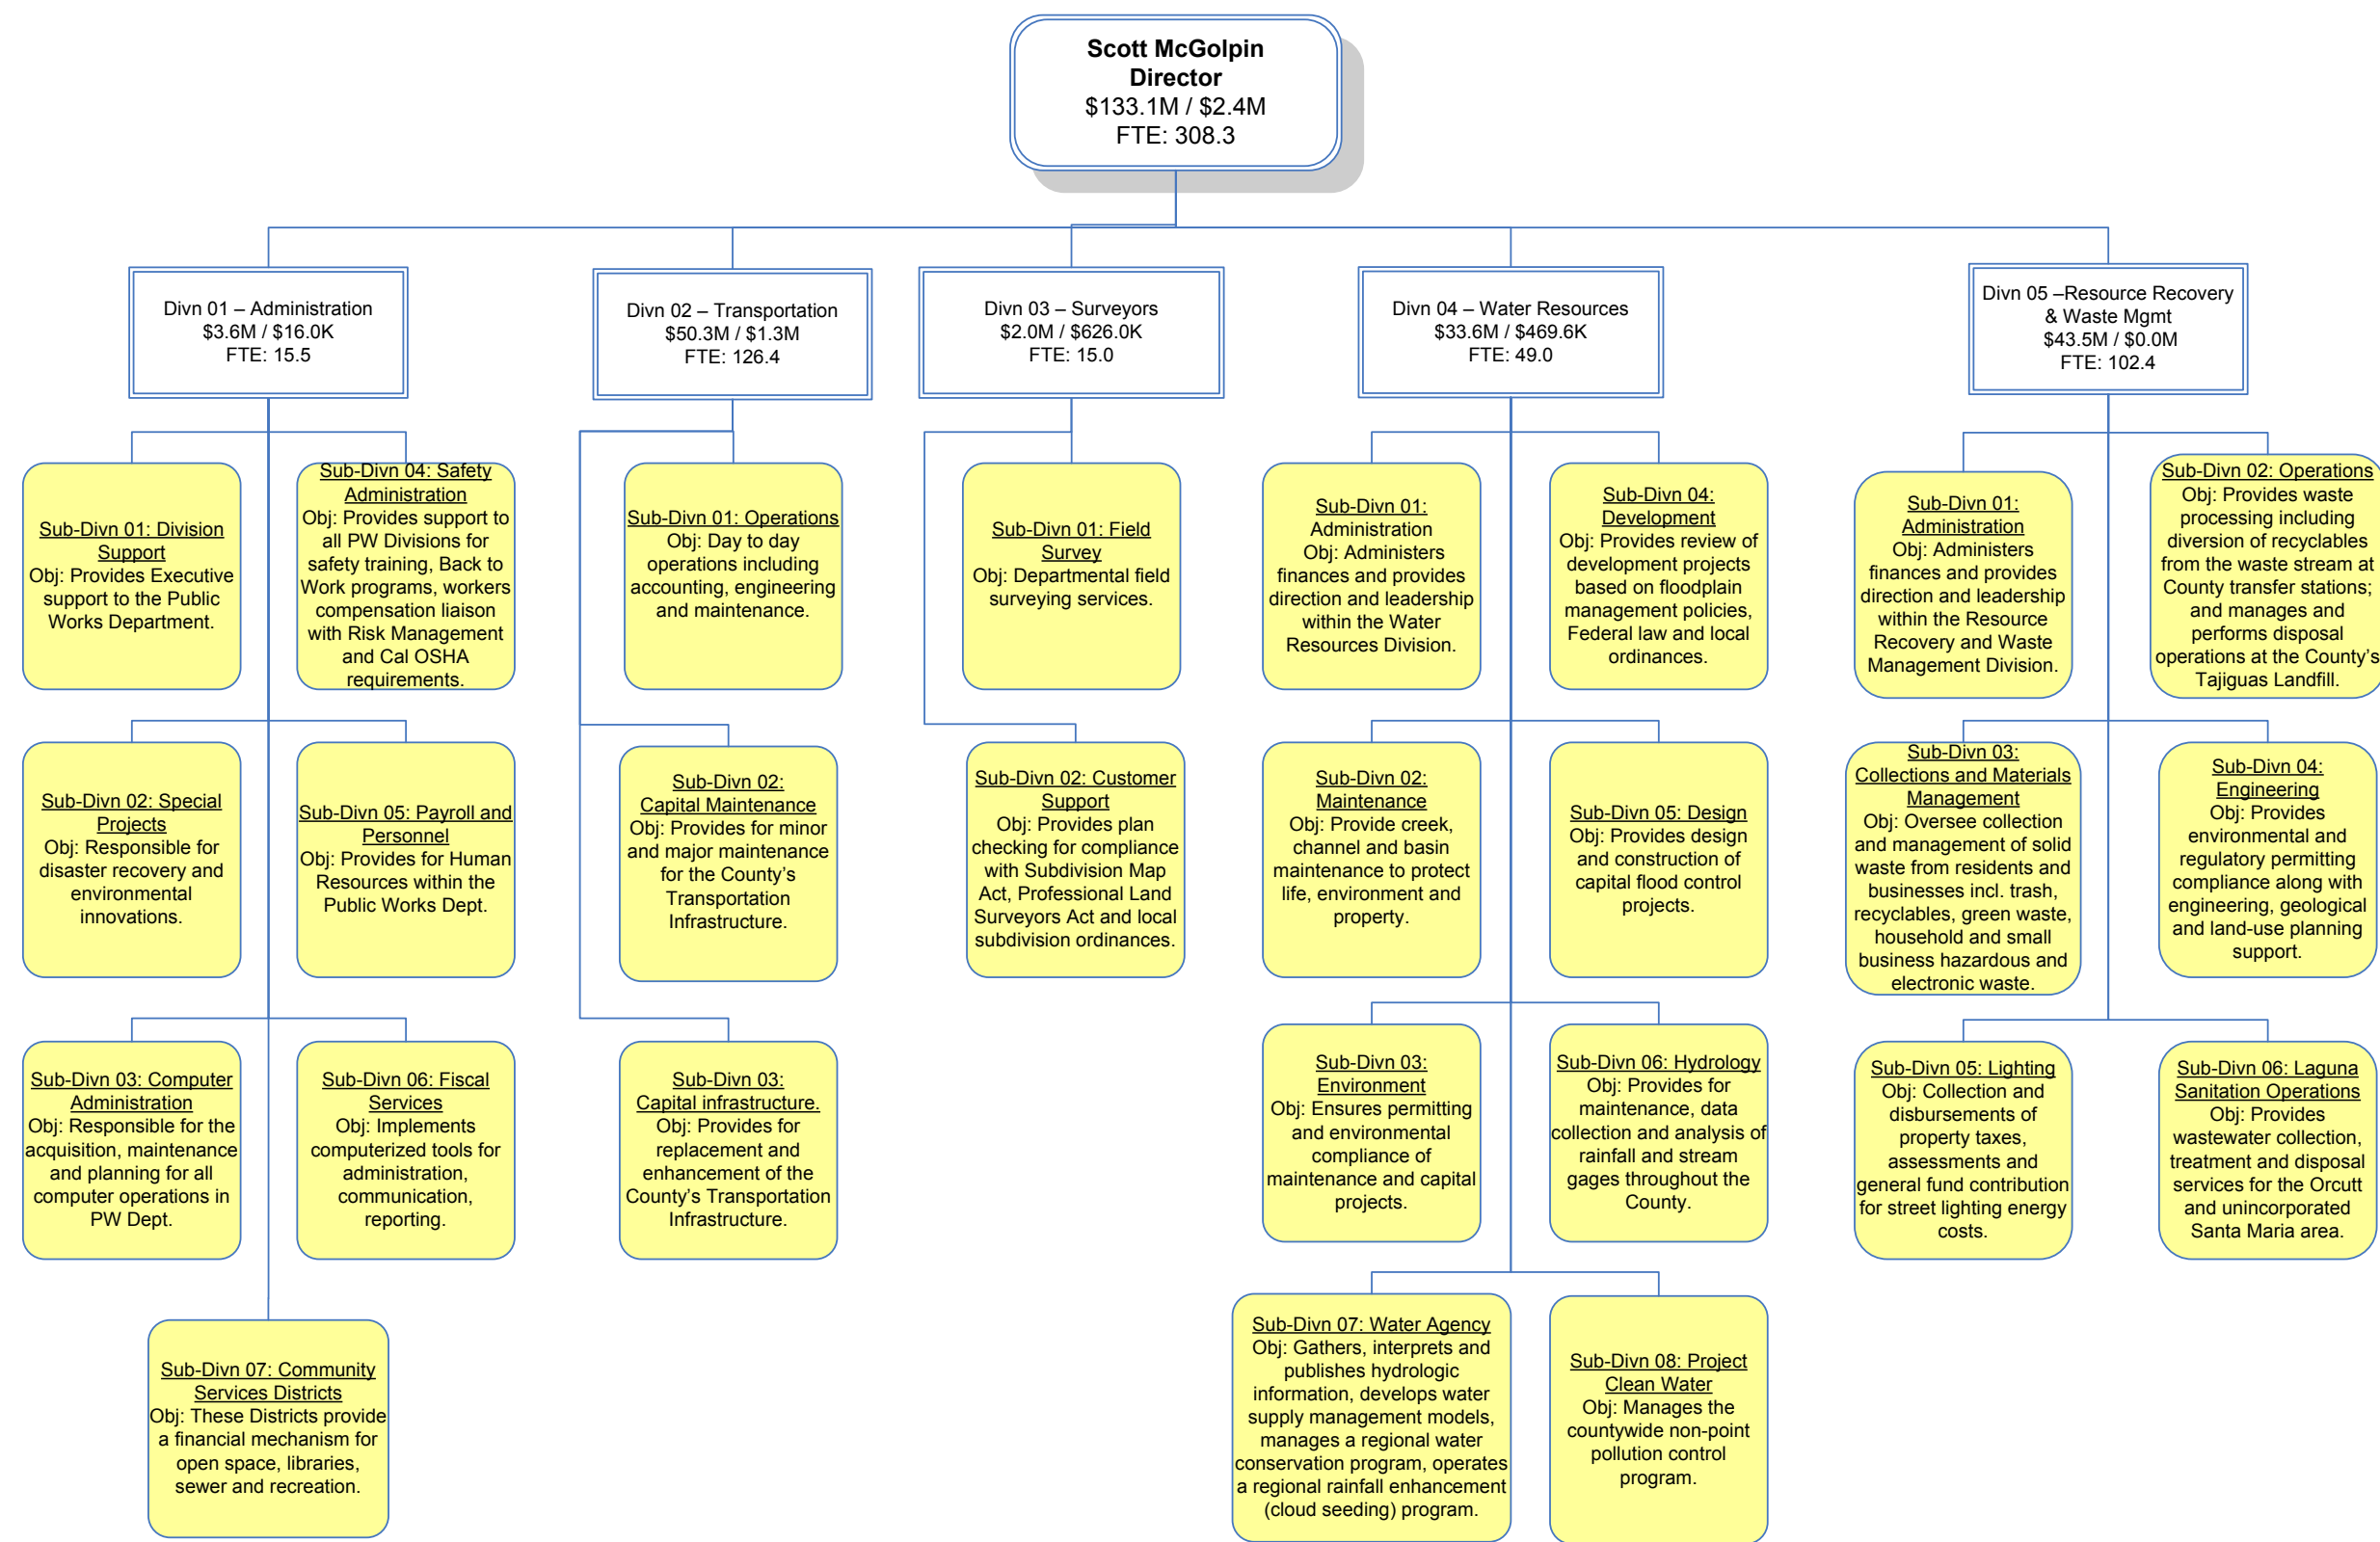 Scott McGolpin
Director
$133.1M / $2.4M
FTE: 308.3
Divn 01 – Administration
$3.6M / $16.0K
FTE: 15.5
Divn 02 – Transportation
$50.3M / $1.3M
FTE: 126.4
Divn 03 – Surveyors
$2.0M / $626.0K
FTE: 15.0
Divn 04 – Water Resources
$33.6M / $469.6K
FTE: 49.0
Divn 05 –Resource Recovery
& Waste Mgmt
$43.5M / $0.0M
FTE: 102.4
Sub-Divn 01: Division
Support
Obj: Provides Executive
support to the Public
Works Department.
Sub-Divn 04: Safety
Administration
Obj: Provides support to
all PW Divisions for
safety training, Back to
Work programs, workers
compensation liaison
with Risk Management
and Cal OSHA
requirements.
Sub-Divn 01: Operations
Obj: Day to day
operations including
accounting, engineering
and maintenance.
Sub-Divn 01: Field
Survey
Obj: Departmental field
surveying services.
Sub-Divn 01:
Administration
Obj: Administers
finances and provides
direction and leadership
within the Water
Resources Division.
Sub-Divn 04:
Development
Obj: Provides review of
development projects
based on floodplain
management policies,
Federal law and local
ordinances.
Sub-Divn 01:
Administration
Obj: Administers
finances and provides
direction and leadership
within the Resource
Recovery and Waste
Management Division.
Sub-Divn 02: Operations
Obj: Provides waste
processing including
diversion of recyclables
from the waste stream at
County transfer stations;
and manages and
performs disposal
operations at the County's
Tajiguas Landfill.
Sub-Divn 02: Special
Projects
Obj: Responsible for
disaster recovery and
environmental
innovations.
Sub-Divn 05: Payroll and
Personnel
Obj: Provides for Human
Resources within the
Public Works Dept.
Sub-Divn 02:
Capital Maintenance
Obj: Provides for minor
and major maintenance
for the County's
Transportation
Infrastructure.
Sub-Divn 02: Customer
Support
Obj: Provides plan
checking for compliance
with Subdivision Map
Act, Professional Land
Surveyors Act and local
subdivision ordinances.
Sub-Divn 02:
Maintenance
Obj: Provide creek,
channel and basin
maintenance to protect
life, environment and
property.
Sub-Divn 05: Design
Obj: Provides design
and construction of
capital flood control
projects.
Sub-Divn 03:
Collections and Materials
Management
Obj: Oversee collection
and management of solid
waste from residents and
businesses incl. trash,
recyclables, green waste,
household and small
business hazardous and
electronic waste.
Sub-Divn 04:
Engineering
Obj: Provides
environmental and
regulatory permitting
compliance along with
engineering, geological
and land-use planning
support.
Sub-Divn 03: Computer
Administration
Obj: Responsible for the
acquisition, maintenance
and planning for all
computer operations in
PW Dept.
Sub-Divn 06: Fiscal
Services
Obj: Implements
computerized tools for
administration,
communication,
reporting.
Sub-Divn 03:
Capital infrastructure.
Obj: Provides for
replacement and
enhancement of the
County's Transportation
Infrastructure.
Sub-Divn 03:
Environment
Obj: Ensures permitting
and environmental
compliance of
maintenance and capital
projects.
Sub-Divn 06: Hydrology
Obj: Provides for
maintenance, data
collection and analysis of
rainfall and stream
gages throughout the
County.
Sub-Divn 05: Lighting
Obj: Collection and
disbursements of
property taxes,
assessments and
general fund contribution
for street lighting energy
costs.
Sub-Divn 06: Laguna
Sanitation Operations
Obj: Provides
wastewater collection,
treatment and disposal
services for the Orcutt
and unincorporated
Santa Maria area.
Sub-Divn 07: Community
Services Districts
Obj: These Districts provide
a financial mechanism for
open space, libraries,
sewer and recreation.
Sub-Divn 07: Water Agency
Obj: Gathers, interprets and
publishes hydrologic
information, develops water
supply management models,
manages a regional water
conservation program, operates
a regional rainfall enhancement
(cloud seeding) program.
Sub-Divn 08: Project
Clean Water
Obj: Manages the
countywide non-point
pollution control
program.